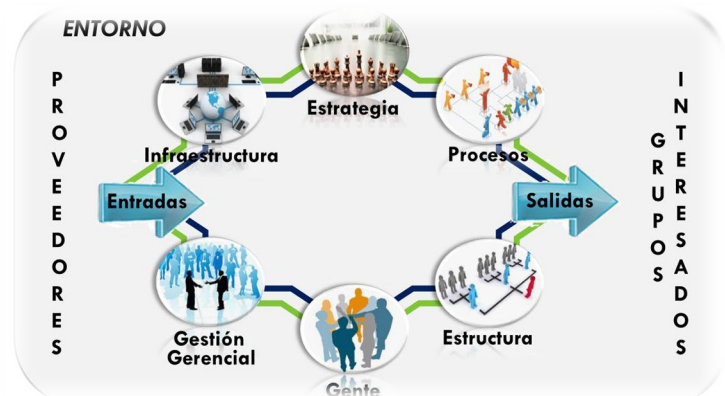 ENTORNO
PROVEEDORES
Estrategia
Infraestructura
Procesos
Entradas
Salidas
Gestión
Gerencial
Gente
Estructura
GRUPOS
INTERESADOS